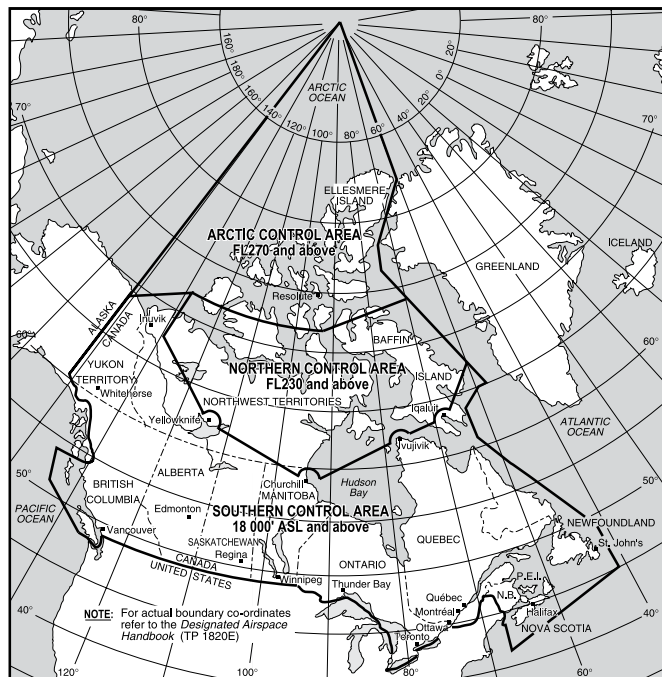 80°
160°
20°
80°
160°
ARCTIC
OCEAN
140°
120°
100°
80°
60°
40°
20°
0°
70°
70°
ELLESMERE
ISLAND
ARCTIC CONTROL AREA
FL270 and above
ICELAND
GREENLAND
Resolute
ALASKA
CANADA
Inuvik
BAFFIN
ISLAND
60°
60°
YUKON
TERRITORY
Whitehorse
NORTHERN CONTROL AREA
FL230 and above
NORTHWEST TERRITORIES
Yellowknife
Iqaluit
Ivujivik
ATLANTIC
OCEAN
50°
50°
ALBERTA
BRITISH
COLUMBIA
Churchill
MANITOBA
Hudson
Bay
PACIFIC
OCEAN
Edmonton
SOUTHERN CONTROL AREA
18 000' ASL and above
NEWFOUNDLAND
Vancouver
SASKATCHEWAN
Regina
QUEBEC
St. John's
CANADA
UNITED STATES
ONTARIO
Winnipeg
Thunder Bay
P.E.I.
N.B.
Québec
Montréal
Halifax
Ottawa
NOVA SCOTIA
Toronto
40°
40°
NOTE: For actual boundary co-ordinates
refer to the Designated Airspace
Handbook (TP 1820E)
120°
100°
80°
60°